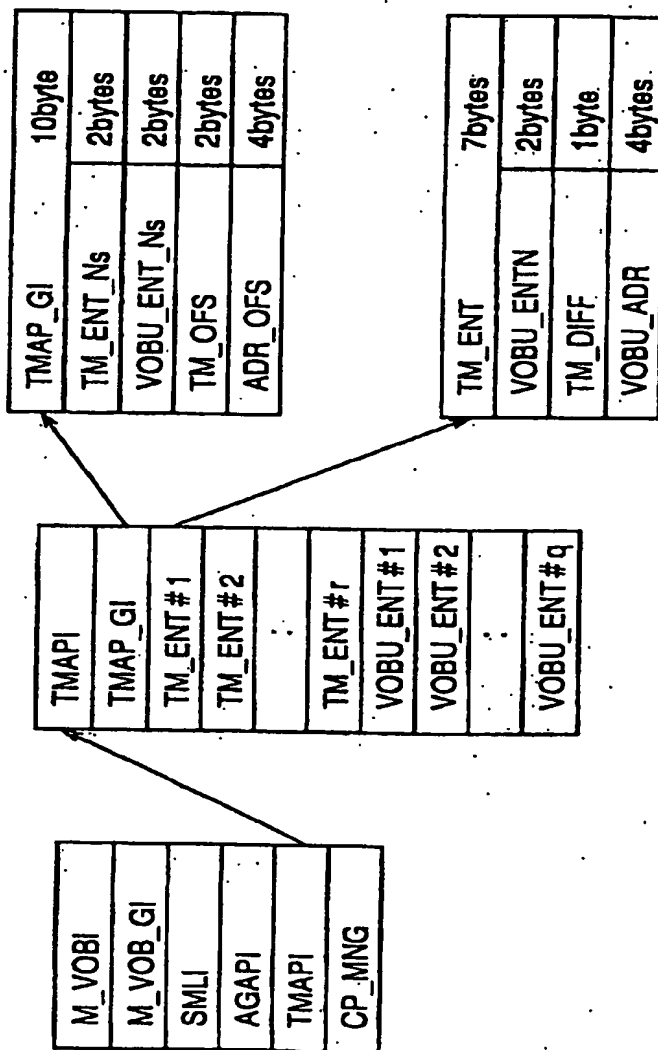 M_VOBI
M_VOB_GI
SMLI
AGAPI
TMAPI
CP_MNG
TMAPI
TMAP_GI
TM_ENT#1
TM_ENT#2
..
TM_ENT#r
VOBU_ENT#1
VOBU_ENT#2
..
VOBU_ENT#q
TMAP_GI 10byte
TM_ENT_Ns 2bytes
VOBU_ENT_Ns 2bytes
TM_OFS 2bytes
ADR_OFS 4bytes
TM_ENT 7bytes
VOBU_ENTN 2bytes
TM_DIFF 1byte
VOBU_ADR 4bytes